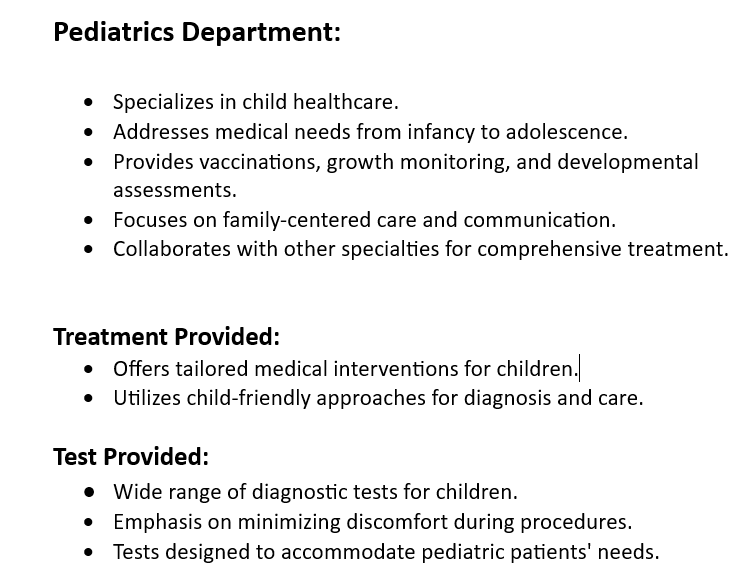 Pediatrics Department:
• Specializes in child healthcare.
• Addresses medical needs from infancy to adolescence.
• Provides vaccinations, growth monitoring, and developmental
assessments.
• Focuses on family-centered care and communication.
• Collaborates with other specialties for comprehensive treatment.
Treatment Provided:
• Offers tailored medical interventions for children.
• Utilizes child-friendly approaches for diagnosis and care.
Test Provided:
• Wide range of diagnostic tests for children.
• Emphasis on minimizing discomfort during procedures.
• Tests designed to accommodate pediatric patients' needs.